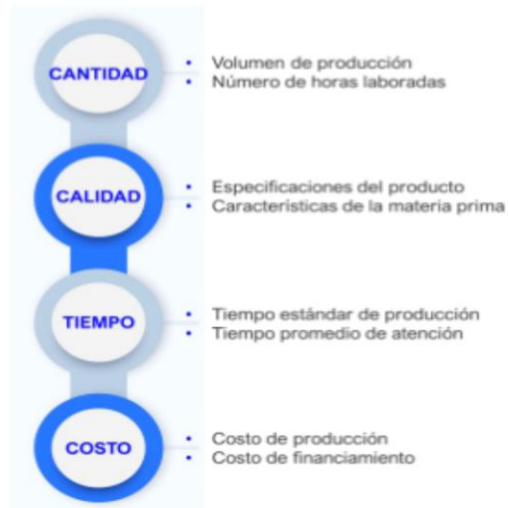 CANTIDAD
• Volumen de producción
• Número de horas laboradas
CALIDAD
• Especificaciones del producto
• Características de la materia prima
TIEMPO
• Tiempo estándar de producción
• Tiempo promedio de atención
COSTO
• Costo de producción
• Costo de financiamiento